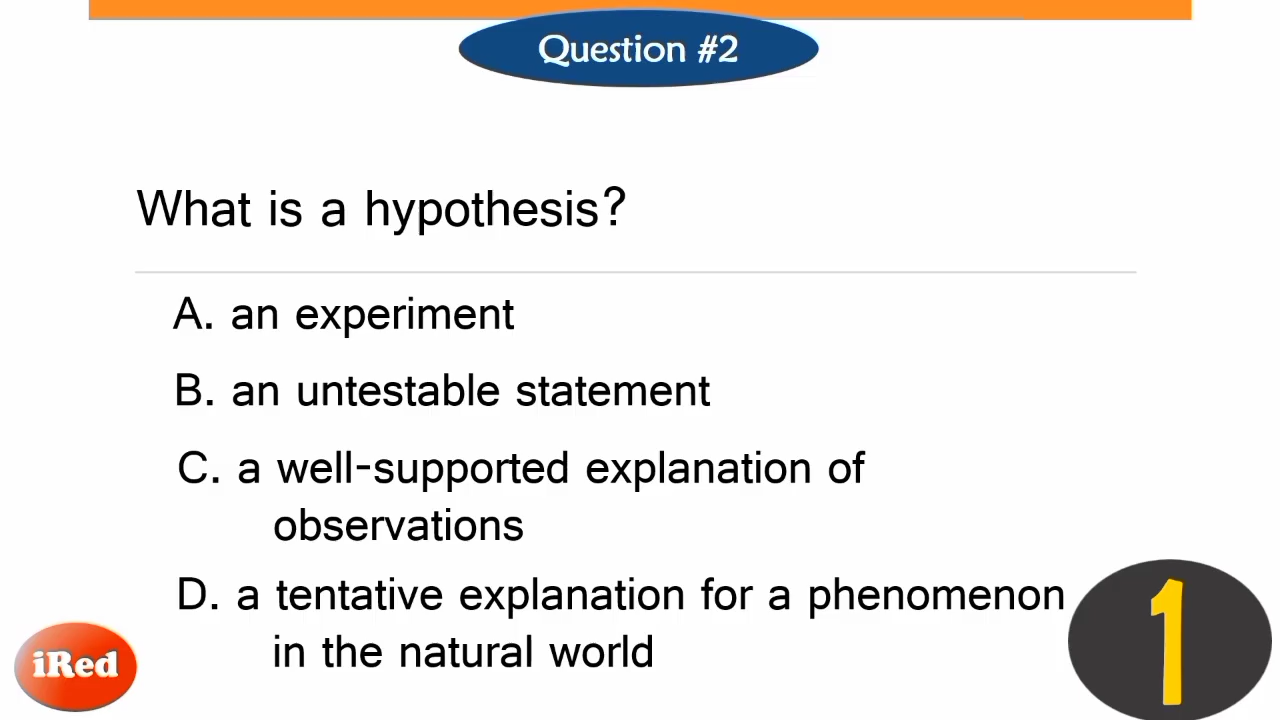 Question #2
What is a hypothesis?
A. an experiment
B. an untestable statement
C. a well-supported explanation of
observations
D. a tentative explanation for a phenomenon
in the natural world
iRed
1